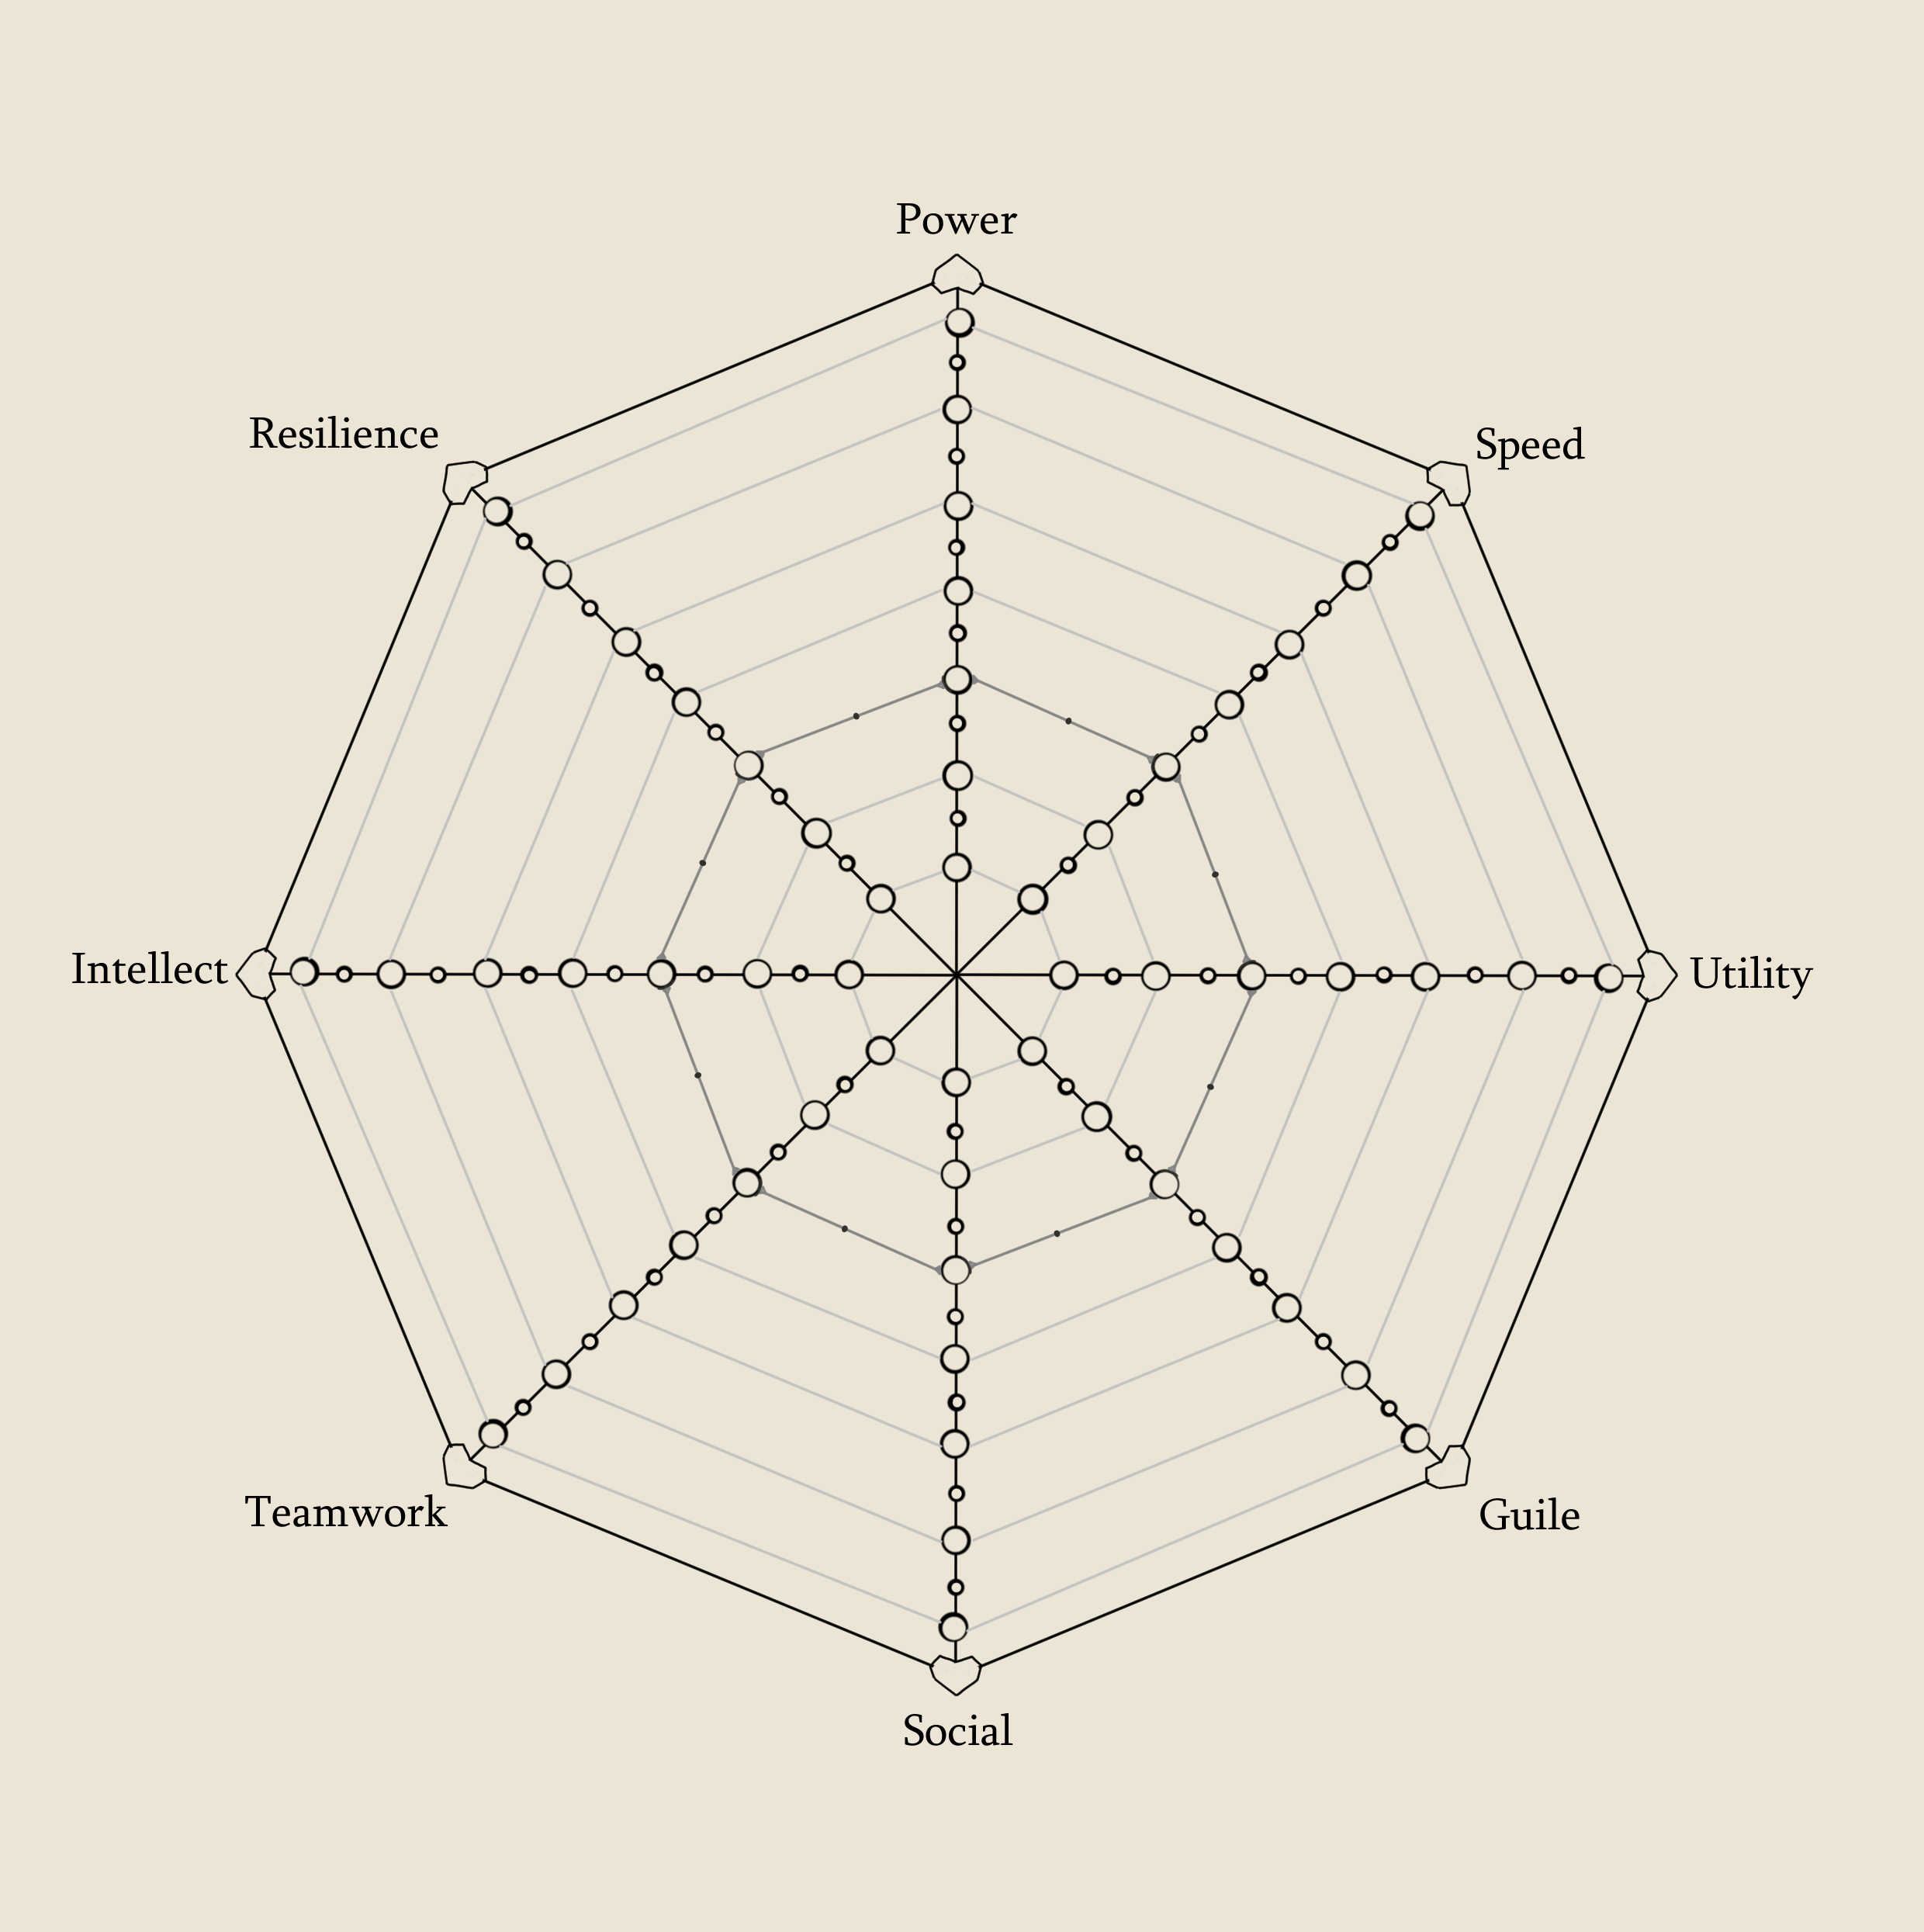 Power
Resilience
Speed
Intellect
Utility
Teamwork
Guile
Social